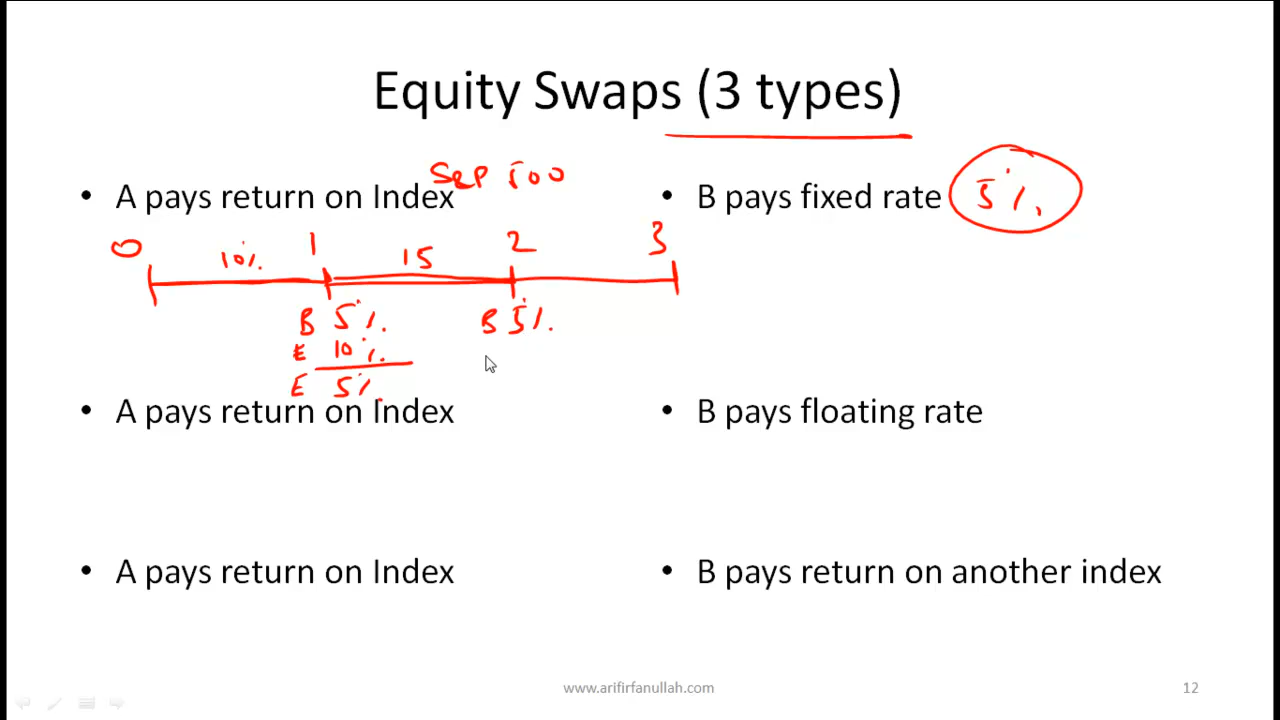 Equity Swaps (3 types)
S&P 500
• A pays return on Index
• B pays fixed rate 5%.
0 1 2 3
10%. 15
B 5%. B 5%.
E 10%.
E 5%.
• A pays return on Index
• B pays floating rate
• A pays return on Index
• B pays return on another index
www.arifirfanullah.com
12